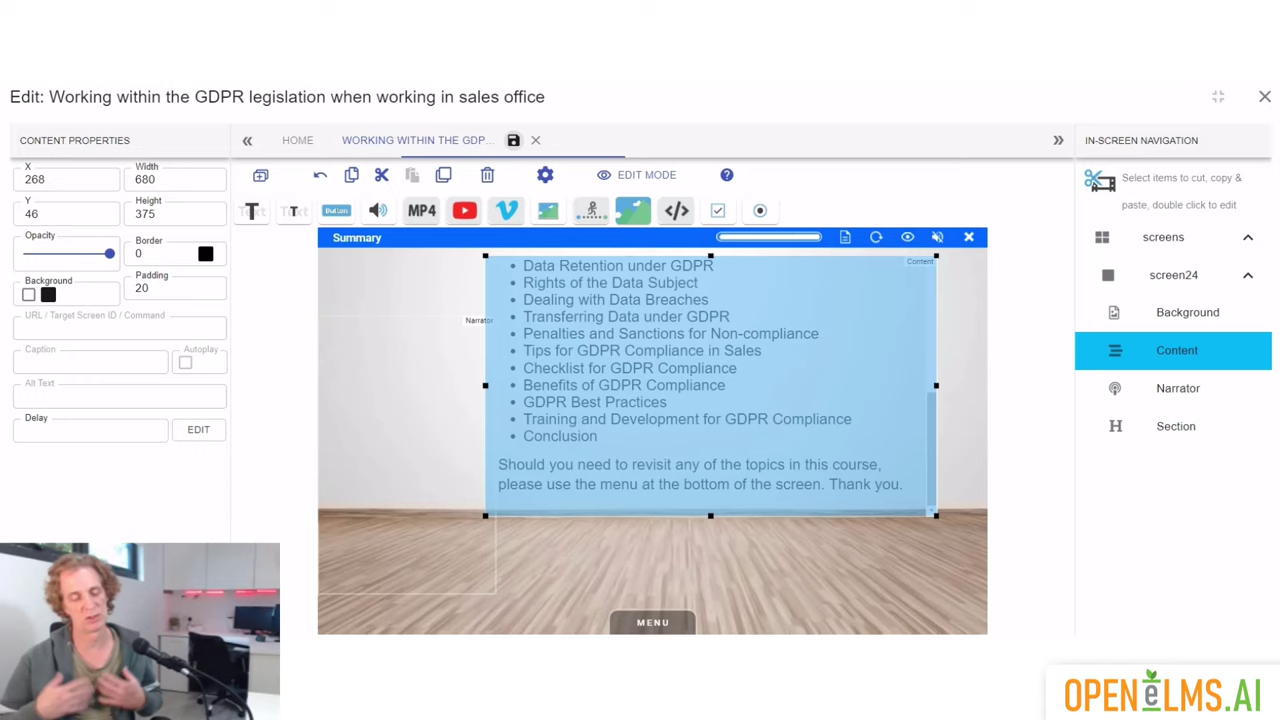 Edit: Working within the GDPR legislation when working in sales office
CONTENT PROPERTIES
HOME
WORKING WITHIN THE GDP...
IN-SCREEN NAVIGATION
X
268
Width
680
Y
46
Height
375
Opacity
Border
0
Background
Padding
20
URL / Target Screen ID / Command
Caption
Autoplay
Alt Text
Delay
EDIT
EDIT MODE
Text
T
Text
T
Button
MP4
Select items to cut, copy &
paste, double click to edit
screens
screen24
Background
Content
Narrator
Section
Summary
Content
Narrator
• Data Retention under GDPR
• Rights of the Data Subject
• Dealing with Data Breaches
• Transferring Data under GDPR
• Penalties and Sanctions for Non-compliance
• Tips for GDPR Compliance in Sales
• Checklist for GDPR Compliance
• Benefits of GDPR Compliance
• GDPR Best Practices
• Training and Development for GDPR Compliance
• Conclusion
Should you need to revisit any of the topics in this course,
please use the menu at the bottom of the screen. Thank you.
MENU
OPENeLMS.AI